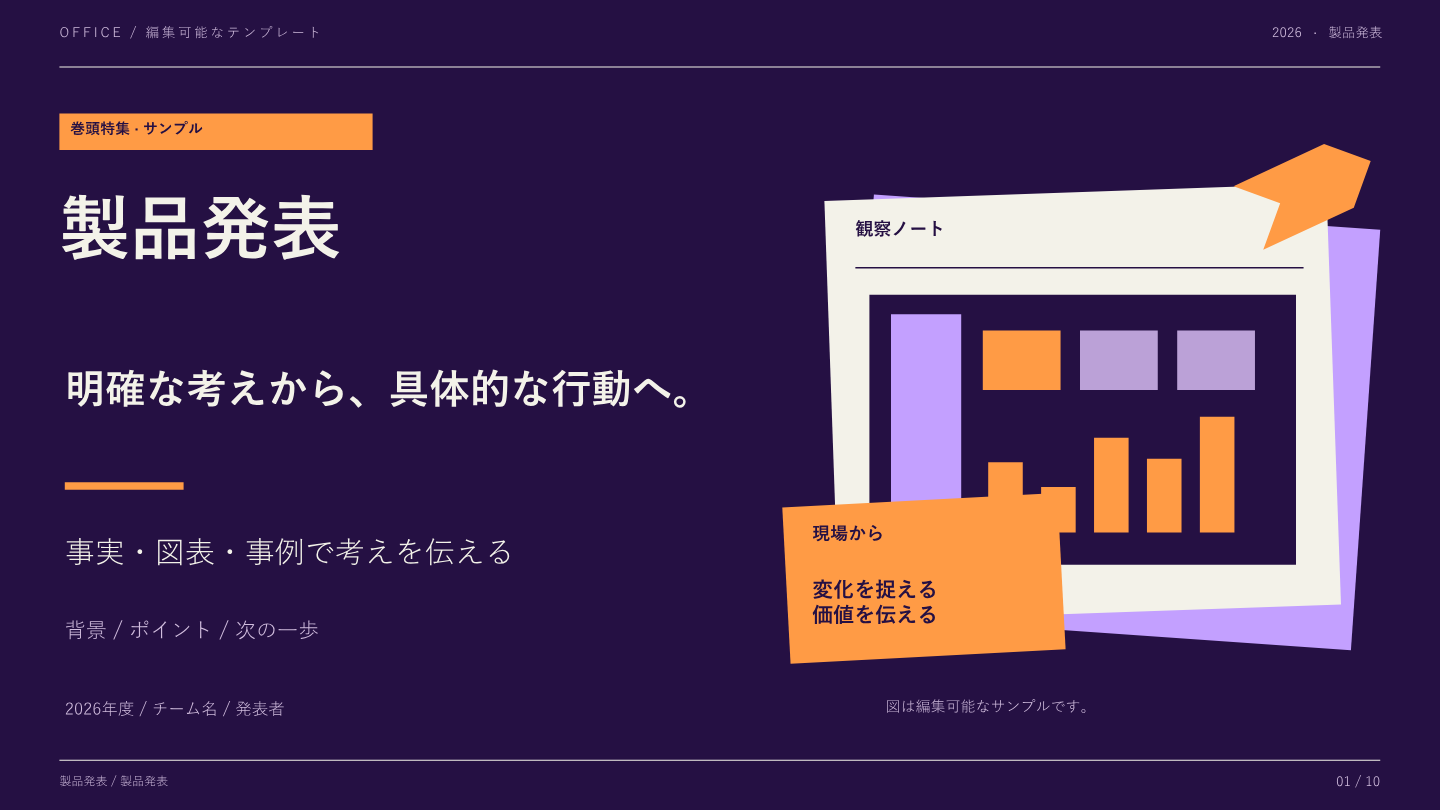 OFFICE / 編集可能なテンプレート
2026 · 製品発表
巻頭特集 · サンプル
製品発表
明確な考えから、具体的な行動へ。
事実・図表・事例で考えを伝える
背景 / ポイント / 次の一歩
2026年度 / チーム名 / 発表者
観察ノート
現場から
変化を捉える
価値を伝える
図は編集可能なサンプルです。
製品発表 / 製品発表
01 / 10